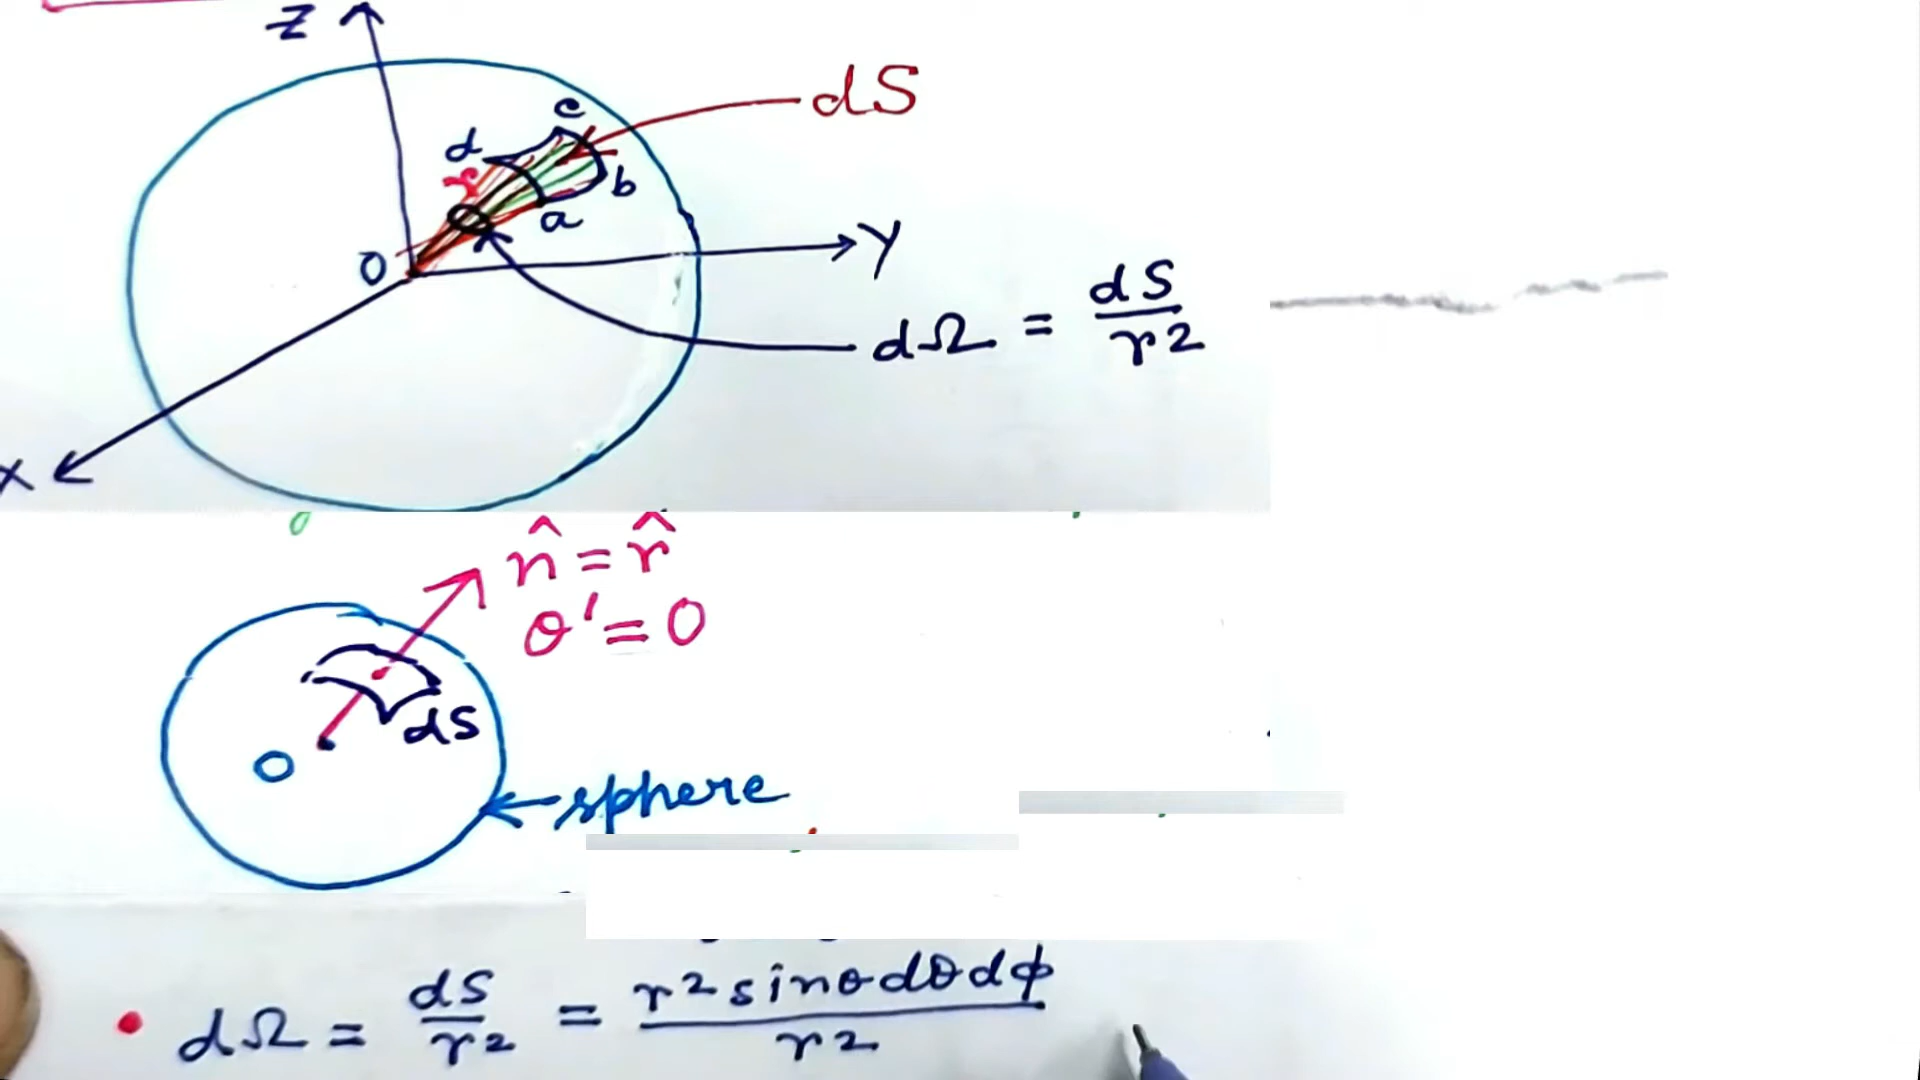 Z
dS
c
d
r
b
a
O
Y
X
dΩ = dS/r²
n̂ = r̂
θ' = 0
dS
O
sphere
• dΩ = dS/r² = r² sinθ dθ dϕ/r²